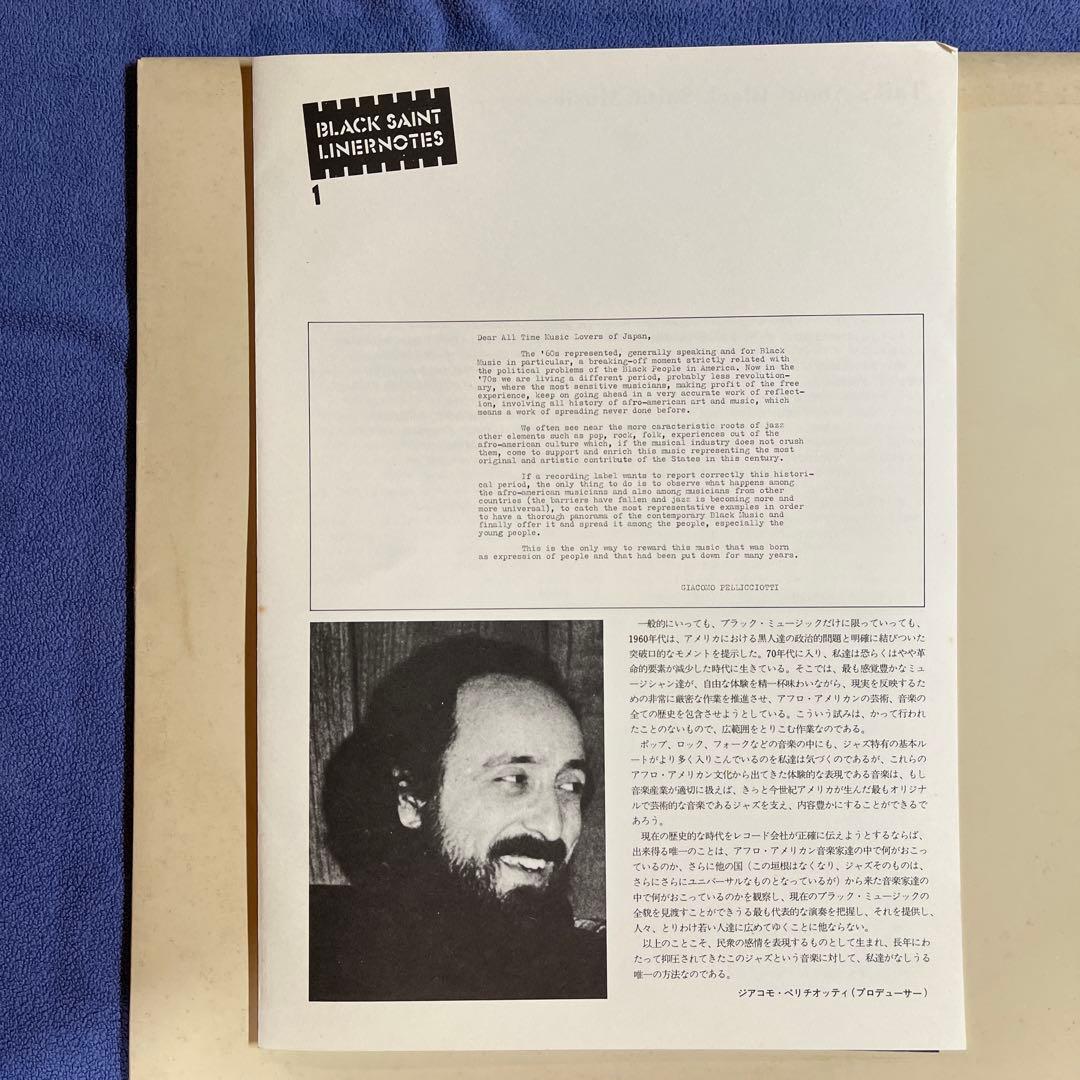 BLACK SAINT
LINERNOTES
1
Dear All Time Music Lovers of Japan,
The '60s represented, generally speaking and for Black
Music in particular, a breaking-off moment strictly related with
the political problems of the Black People in America. Now in the
'70s we are living a different period, probably less revolution-
ary, where the most sensitive musicians, making profit of the free
experience, keep on going ahead in a very accurate work of reflect-
ion, involving all history of afro-american art and music, which
means a work of spreading never done before.
We often see near the more caracteristic roots of jazz
other elements such as pop, rock, folk, experiences out of the
afro-american culture which, if the musical industry does not crush
them, come to support and enrich this music representing the most
original and artistic contribute of the States in this century.
If a recording label wants to report correctly this histori-
cal period, the only thing to do is to observe what happens among
the afro-american musicians and also among musicians from other
countries (the barriers have fallen and jazz is becoming more and
more universal), to catch the most representative examples in order
to have a thorough panorama of the contemporary Black Music and
finally offer it and spread it among the people, especially the
young people.
This is the only way to reward this music that was born
as expression of people and that had been put down for many years.
GIACOMO PELLICCIOTTI
一般的にいっても、ブラック・ミュージックだけに限っていっても、
1960年代は、アメリカにおける黒人達の政治的問題と明確に結びついた
突破口的なモメントを提示した。70年代に入り、私達は恐らくはやや革
命的要素が減少した時代に生きている。そこでは、最も感覚豊かなミュ
ージシャン達が、自由な体験を精一杯味わいながら、現実を反映するた
めの非常に厳密な作業を推進させ、アフロ・アメリカンの芸術、音楽の
全ての歴史を包含させようとしている。こういう試みは、かって行われ
たことのないもので、広範囲をとりこむ作業なのである。
ポップ、ロック、フォークなどの音楽の中にも、ジャズ特有の基本ル
ートがより多く入りこんでいるのを私達は気づくのであるが、これらの
アフロ・アメリカン文化から出てきた体験的な表現である音楽は、もし
音楽産業が適切に扱えば、きっと今世紀アメリカが生んだ最もオリジナ
ルで芸術的な音楽であるジャズを支え、内容豊かにすることができるで
あろう。
現在の歴史的な時代をレコード会社が正確に伝えようとするならば、
出来得る唯一のことは、アフロ・アメリカン音楽家達の中で何がおこっ
ているのか、さらに他の国（この垣根はなくなり、ジャズそのものは、
さらにさらにユニバーサルなものとなっているが）から来た音楽家達の
中で何がおこっているのかを観察し、現在のブラック・ミュージックの
全貌を見渡すことができうる最も代表的な演奏を把握し、それを提供し、
人々、とりわけ若い人達に広めてゆくことに他ならない。
以上のことこそ、民衆の感情を表現するものとして生まれ、長年にわ
たって抑圧されてきたこのジャズという音楽に対して、私達がなしうる
唯一の方法なのである。
ジアコモ・ペリチオッティ（プロデューサー）